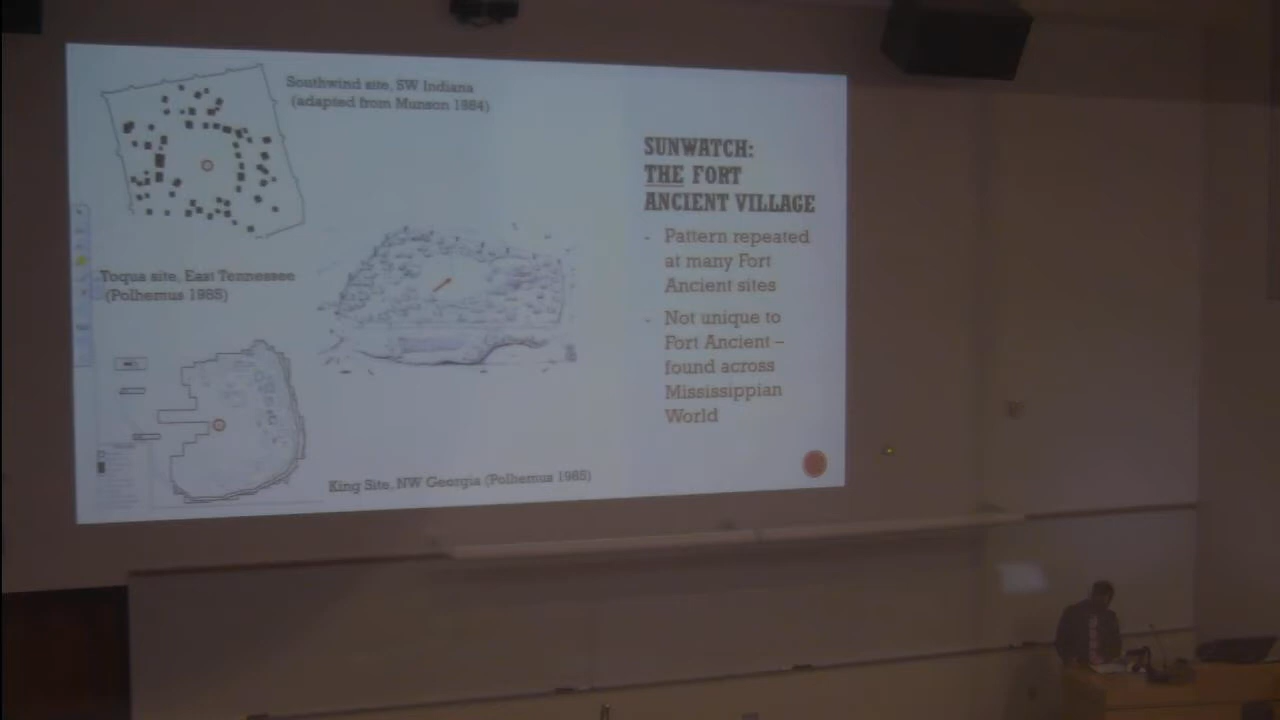 Southwind site, SW Indiana
(adapted from Munson 1984)
SUNWATCH:
THE FORT
ANCIENT VILLAGE
- Pattern repeated
at many Fort
Ancient sites
- Not unique to
Fort Ancient –
found across
Mississippian
World
Toqua site, East Tennessee
(Polhemus 1985)
King Site, NW Georgia (Polhemus 1985)